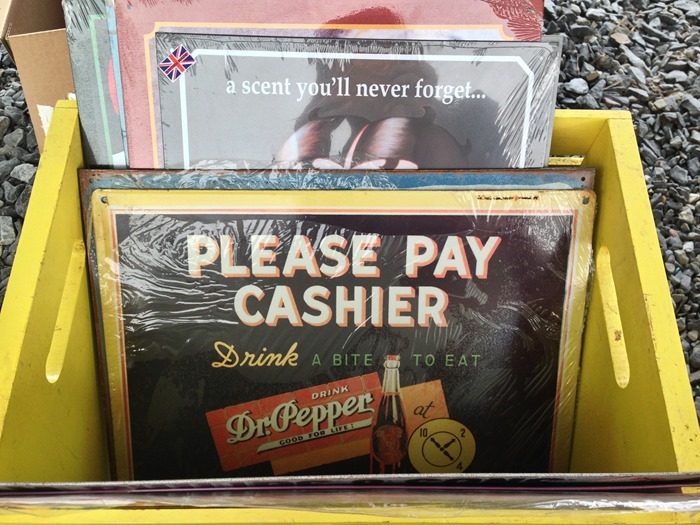 a scent you'll never forget...
PLEASE PAY
CASHIER
Drink A BITE TO EAT
DRINK
Dr.Pepper
GOOD FOR LIFE!
at
10 2
4